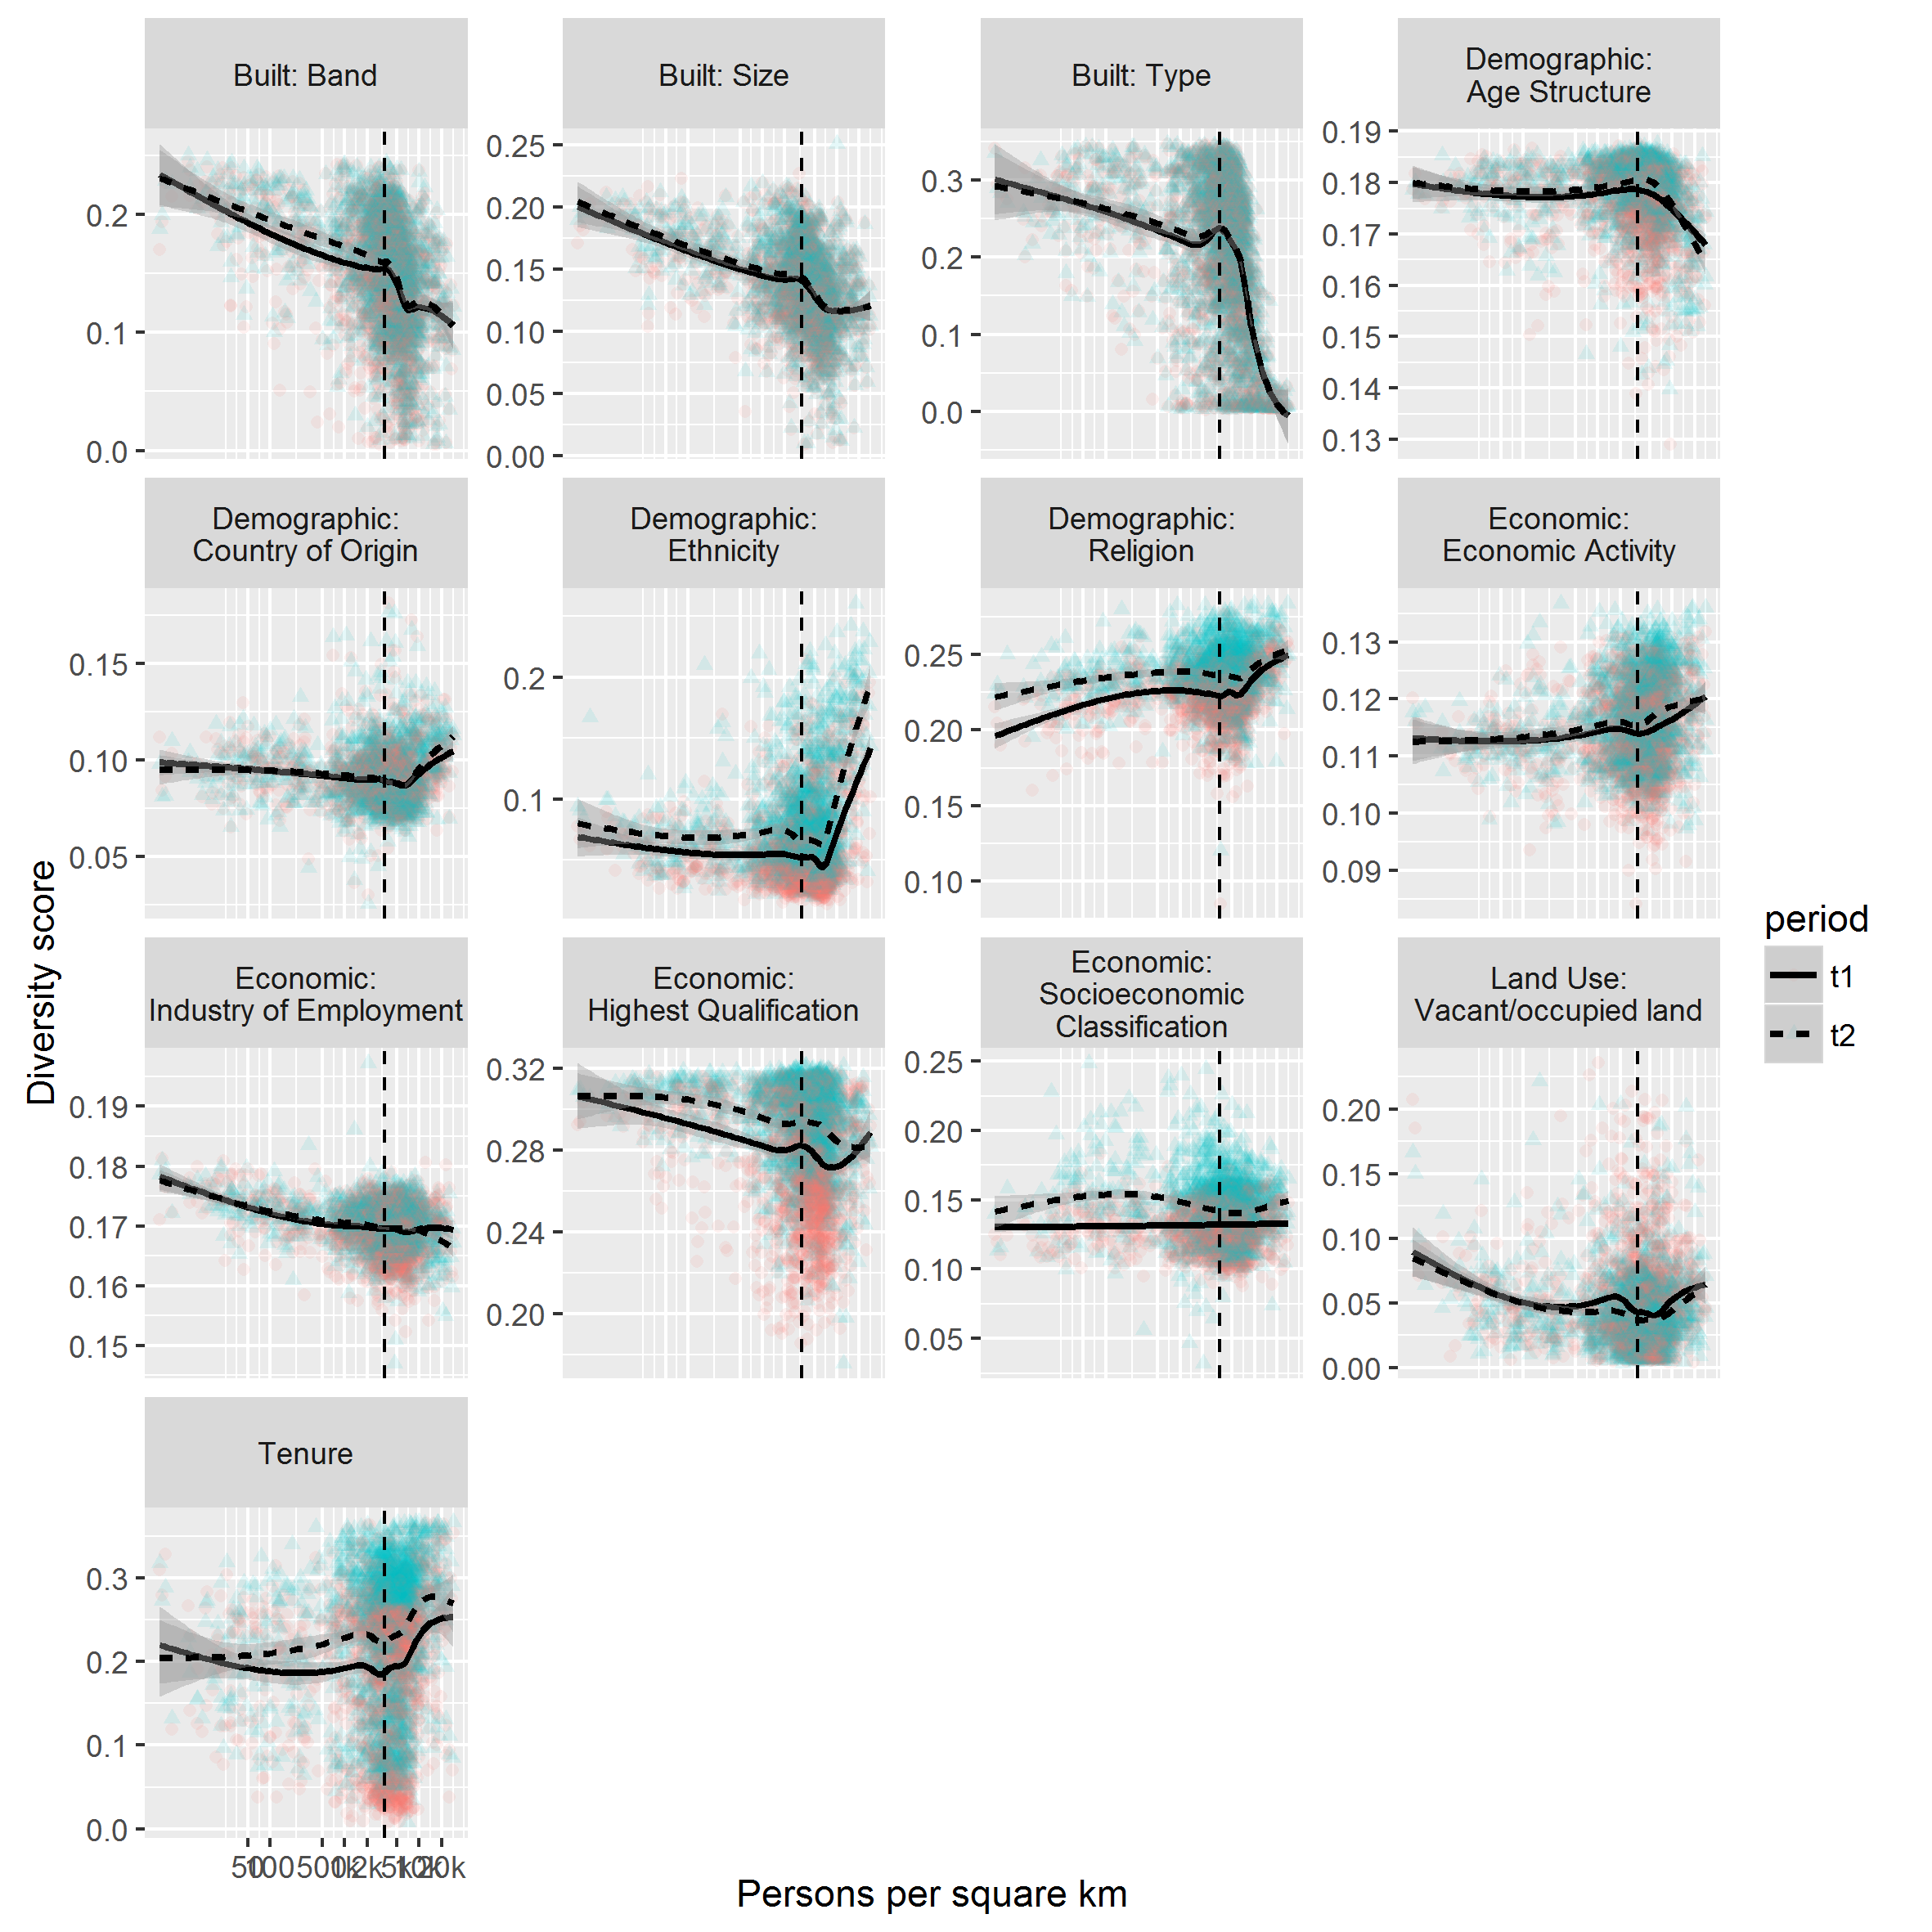 Built: Band
Built: Size
Built: Type
Demographic:
Age Structure
0.2
0.1
0.0
0.25
0.20
0.15
0.10
0.05
0.00
0.3
0.2
0.1
0.0
0.19
0.18
0.17
0.16
0.15
0.14
0.13
Demographic:
Country of Origin
Demographic:
Ethnicity
Demographic:
Religion
Economic:
Economic Activity
0.15
0.10
0.05
0.2
0.1
0.25
0.20
0.15
0.10
0.13
0.12
0.11
0.10
0.09
Economic:
Industry of Employment
Economic:
Highest Qualification
Economic:
Socioeconomic
Classification
Land Use:
Vacant/occupied land
0.19
0.18
0.17
0.16
0.15
0.32
0.28
0.24
0.20
0.25
0.20
0.15
0.10
0.05
0.20
0.15
0.10
0.05
0.00
Tenure
0.3
0.2
0.1
0.0
50 100 500 1k 2k 5k 10k 20k
Persons per square km
Diversity score
period
t1
t2